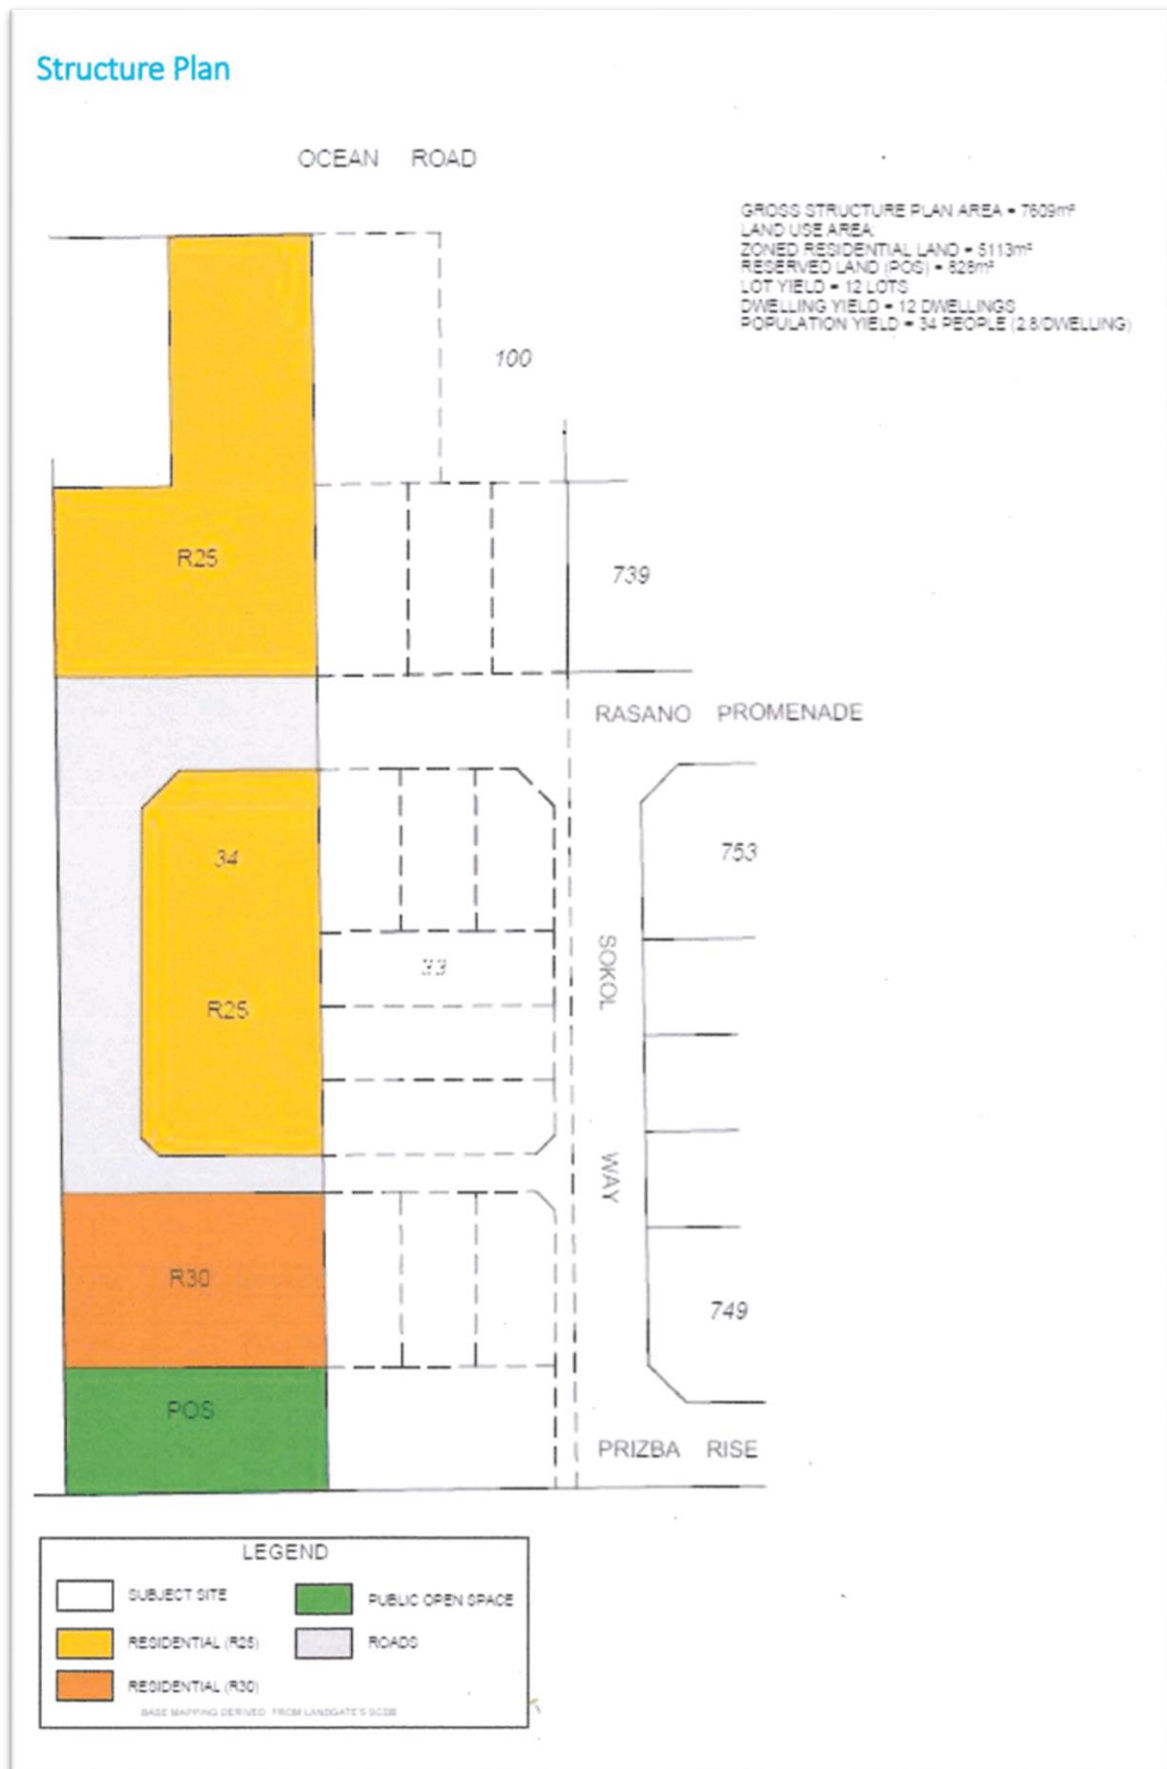 Structure Plan
OCEAN ROAD
GROSS STRUCTURE PLAN AREA = 7609m²
LAND USE AREA:
ZONED RESIDENTIAL LAND = 5113m²
RESERVED LAND (POS) = 828m²
LOT YIELD = 12 LOTS
DWELLING YIELD = 12 DWELLINGS
POPULATION YIELD = 34 PEOPLE (2.8/DWELLING)
100
R25
739
RASANO PROMENADE
34
753
33
R25
SOKOL WAY
R30
749
POS
PRIZBA RISE
LEGEND
SUBJECT SITE
PUBLIC OPEN SPACE
RESIDENTIAL (R25)
ROADS
RESIDENTIAL (R30)
BASE MAPPING DERIVED FROM LANDGATE'S SCDB